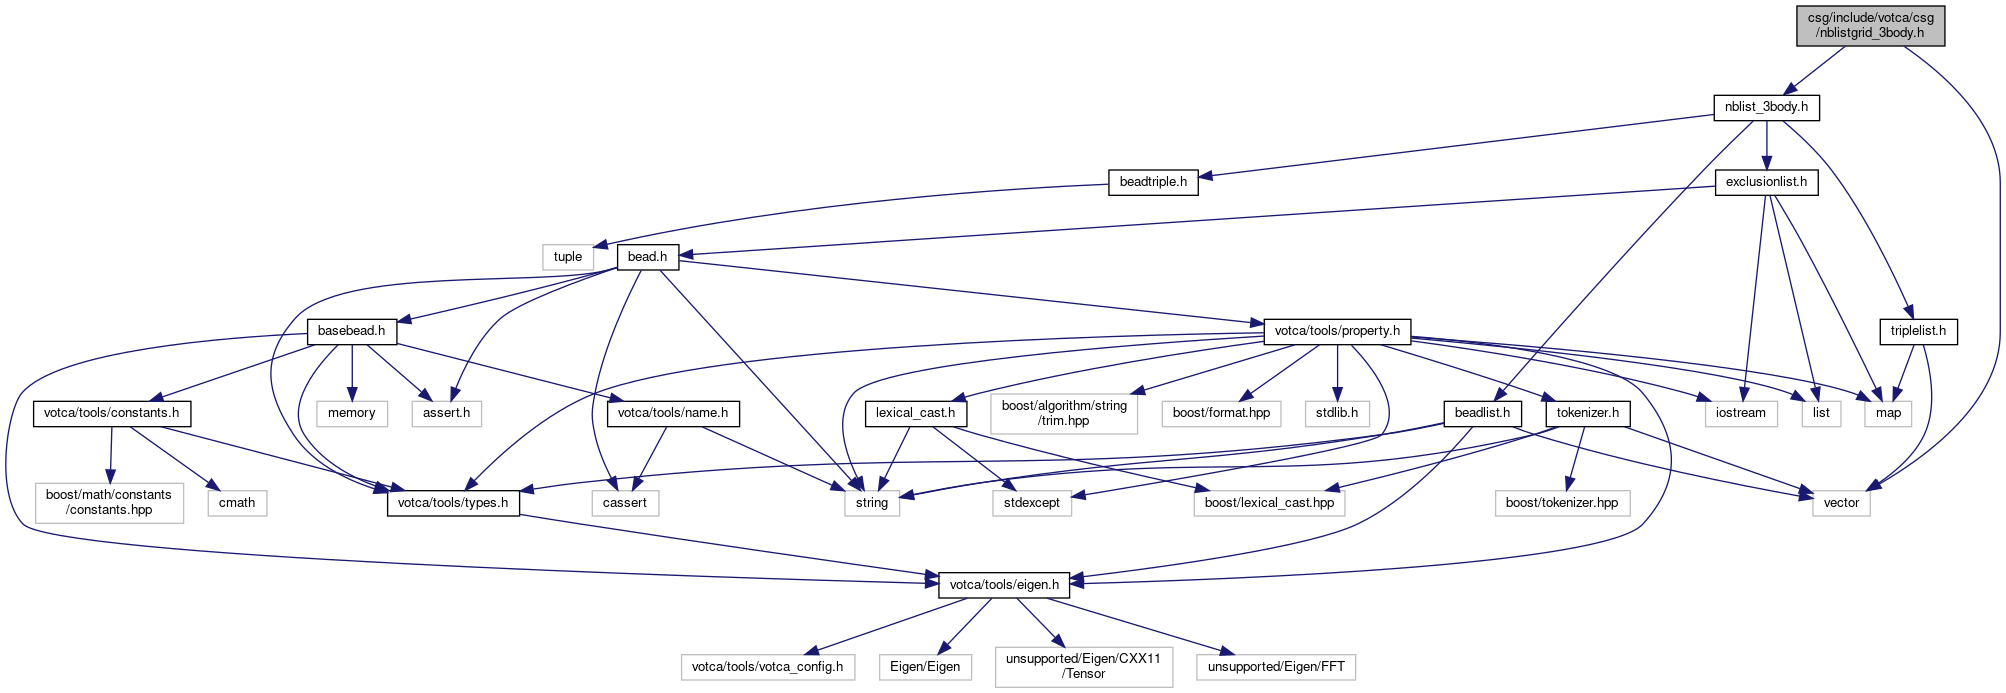 csg/include/votca/csg
/nblistgrid_3body.h
nblist_3body.h
beadtriple.h
exclusionlist.h
tuple
bead.h
basebead.h
votca/tools/property.h
triplelist.h
votca/tools/constants.h
memory
assert.h
votca/tools/name.h
lexical_cast.h
boost/algorithm/string
/trim.hpp
boost/format.hpp
stdlib.h
beadlist.h
tokenizer.h
iostream
list
map
boost/math/constants
/constants.hpp
cmath
votca/tools/types.h
cassert
string
stdexcept
boost/lexical_cast.hpp
boost/tokenizer.hpp
vector
votca/tools/eigen.h
votca/tools/votca_config.h
Eigen/Eigen
unsupported/Eigen/CXX11
/Tensor
unsupported/Eigen/FFT